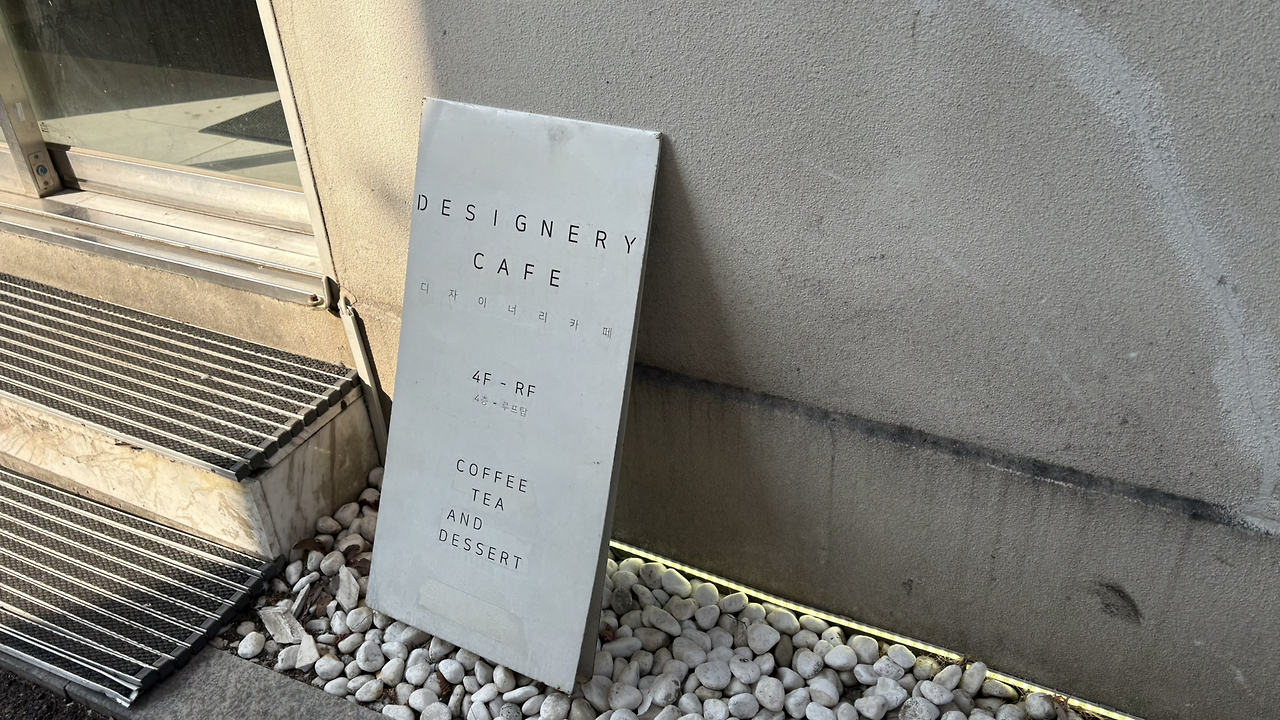 DESIGNERY
CAFE
디자이너리카페
4F - RF
4층 - 루프탑
COFFEE
TEA
AND
DESSERT